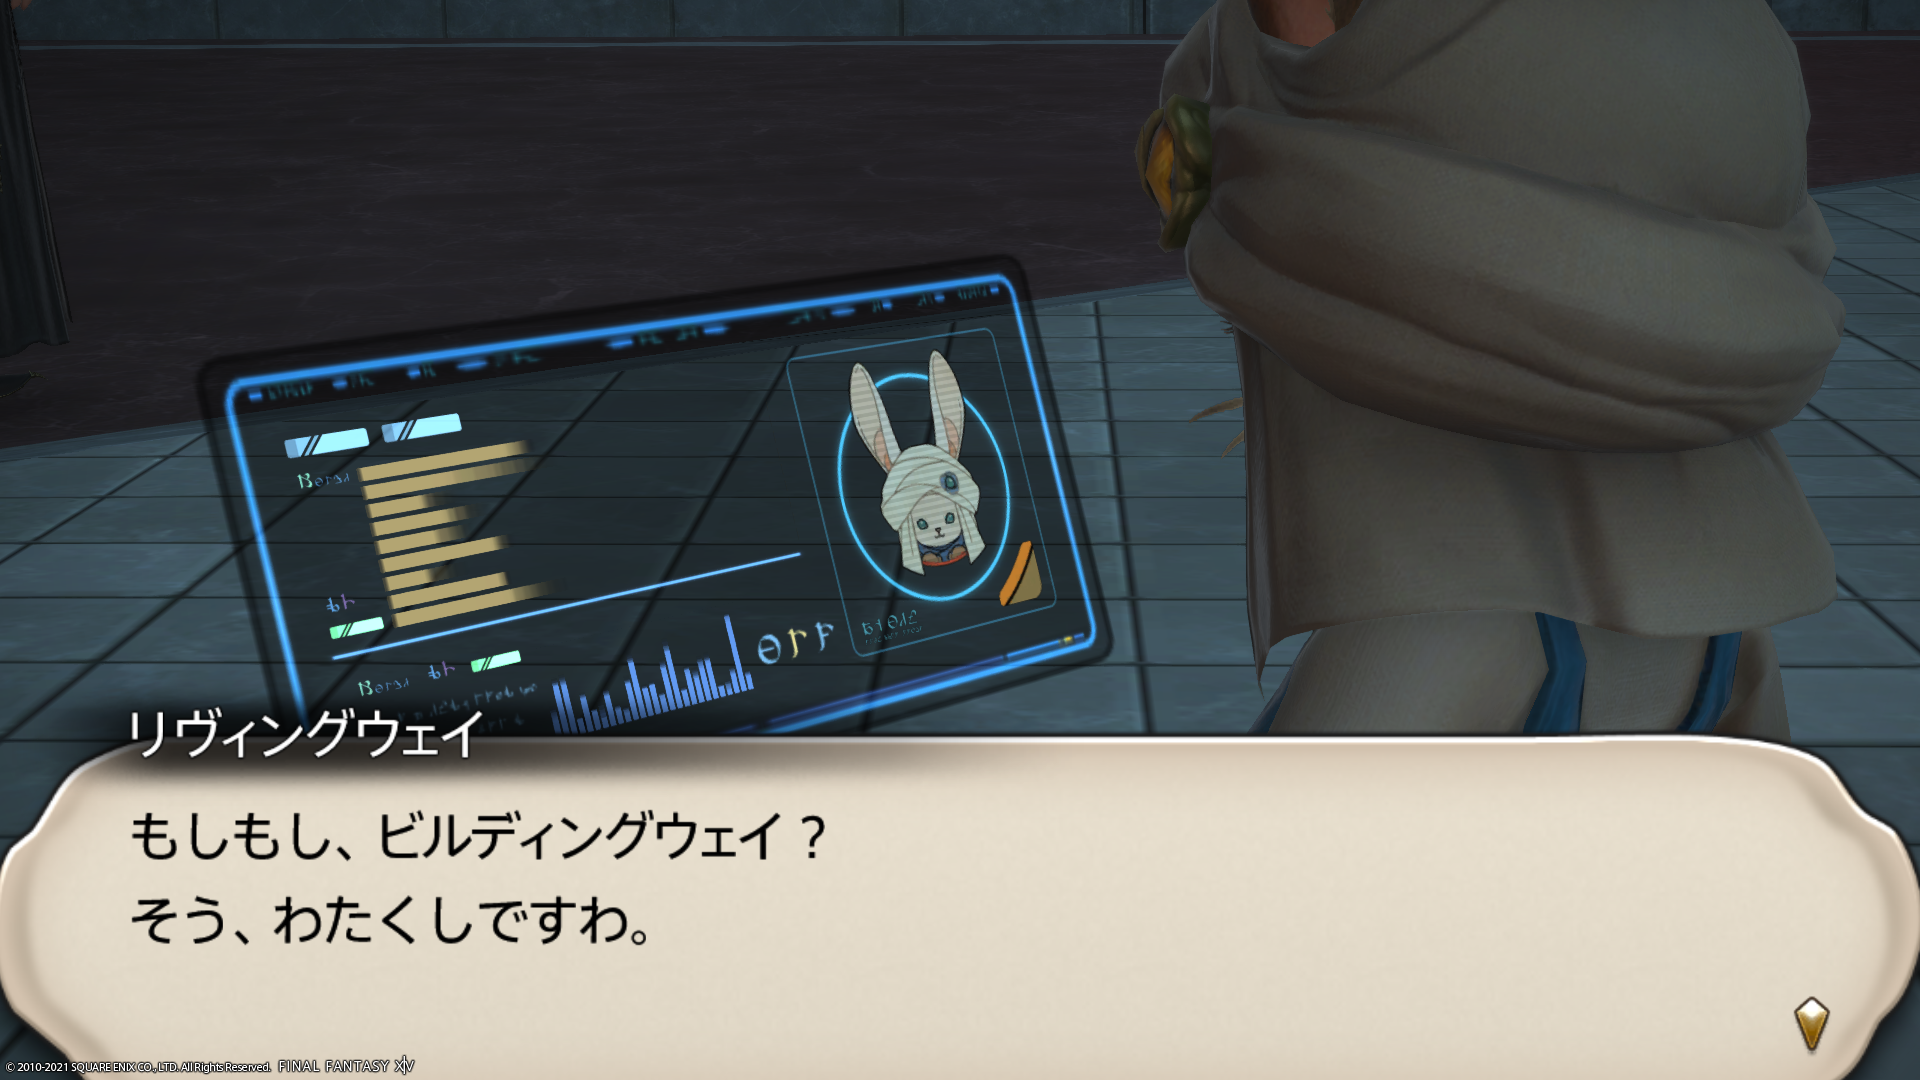 リヴィングウェイ
もしもし、ビルディングウェイ？
そう、わたくしですわ。
© 2010-2021 SQUARE ENIX CO., LTD. All Rights Reserved. FINAL FANTASY XIV